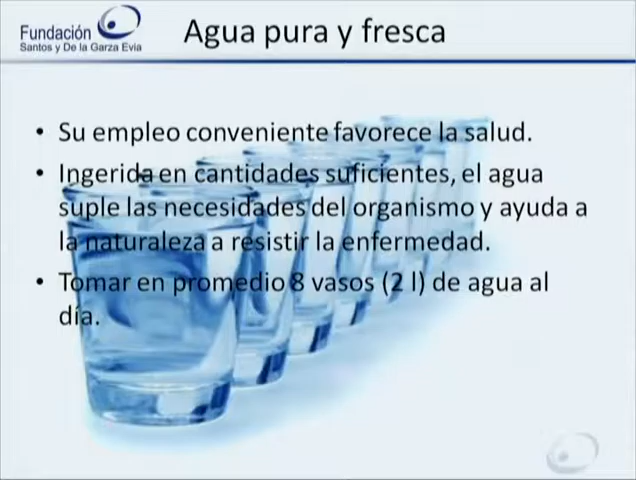 Fundación
Santos y De la Garza Evia
Agua pura y fresca
• Su empleo conveniente favorece la salud.
• Ingerida en cantidades suficientes, el agua
suple las necesidades del organismo y ayuda a
la naturaleza a resistir la enfermedad.
• Tomar en promedio 8 vasos (2 l) de agua al
día.